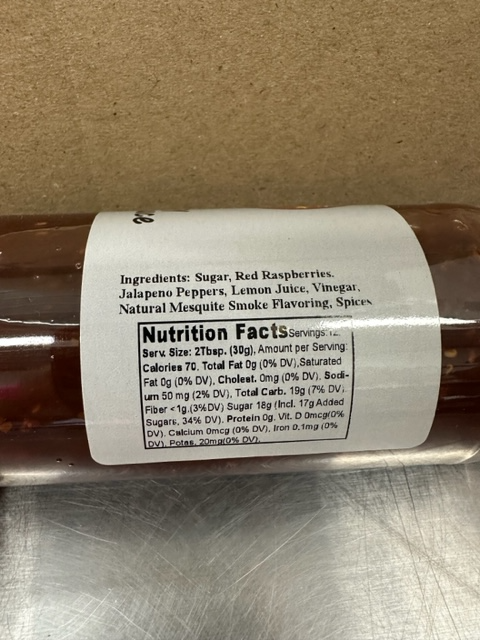 Ingredients: Sugar, Red Raspberries,
Jalapeno Peppers, Lemon Juice, Vinegar,
Natural Mesquite Smoke Flavoring, Spices
Nutrition Facts Servings: 12,
Serv. Size: 2Tbsp. (30g), Amount per Serving:
Calories 70, Total Fat 0g (0% DV), Saturated
Fat 0g (0% DV), Cholest. 0mg (0% DV), Sodi-
um 50 mg (2% DV), Total Carb. 19g (7% DV),
Fiber <1g,(3%DV) Sugar 18g (Incl. 17g Added
Sugars, 34% DV), Protein 0g, Vit. D 0mcg(0%
DV), Calcium 0mcg (0% DV), Iron 0.1mg (0%
DV), Potas. 20mg(0% DV).